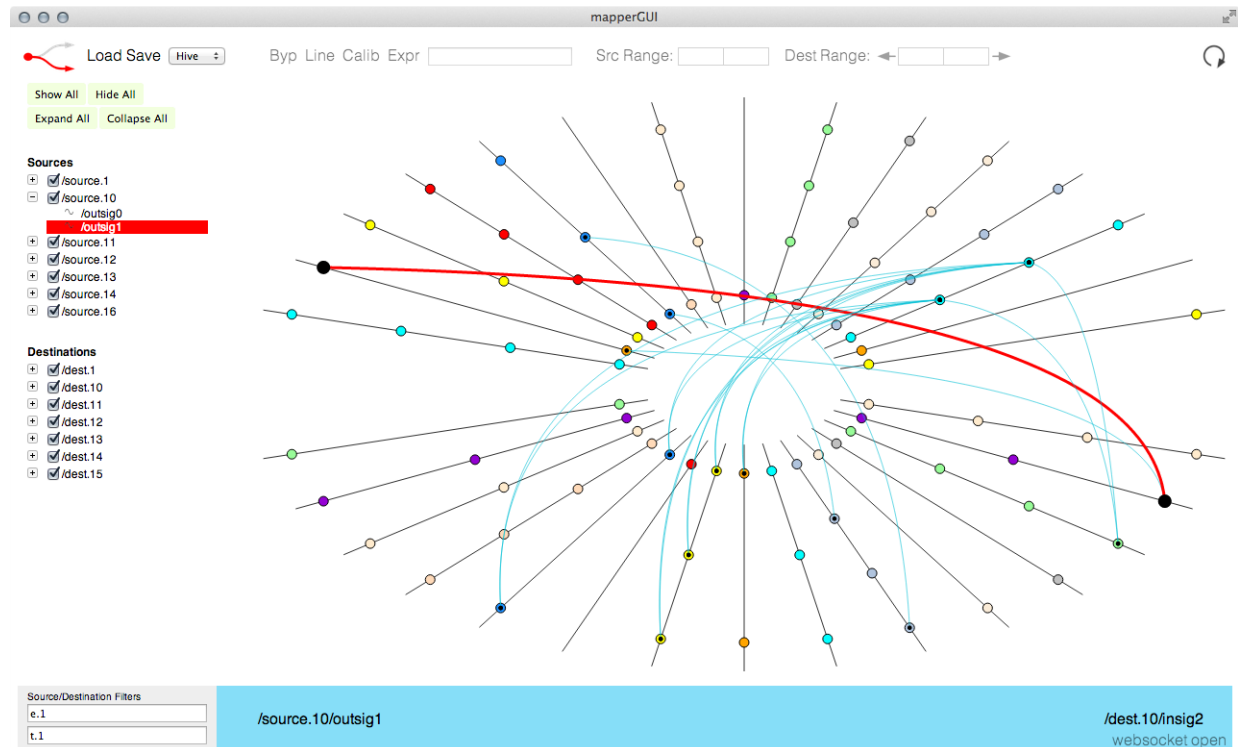 mapperGUI
Load Save Hive Byp Line Calib Expr Src Range: Dest Range:
Show All Hide All
Expand All Collapse All
Sources
/source.1
/source.10
/outsig0
/outsig1
/source.11
/source.12
/source.13
/source.14
/source.16
Destinations
/dest.1
/dest.10
/dest.11
/dest.12
/dest.13
/dest.14
/dest.15
Source/Destination Filters
e.1
t.1
/source.10/outsig1 /dest.10/insig2
websocket open